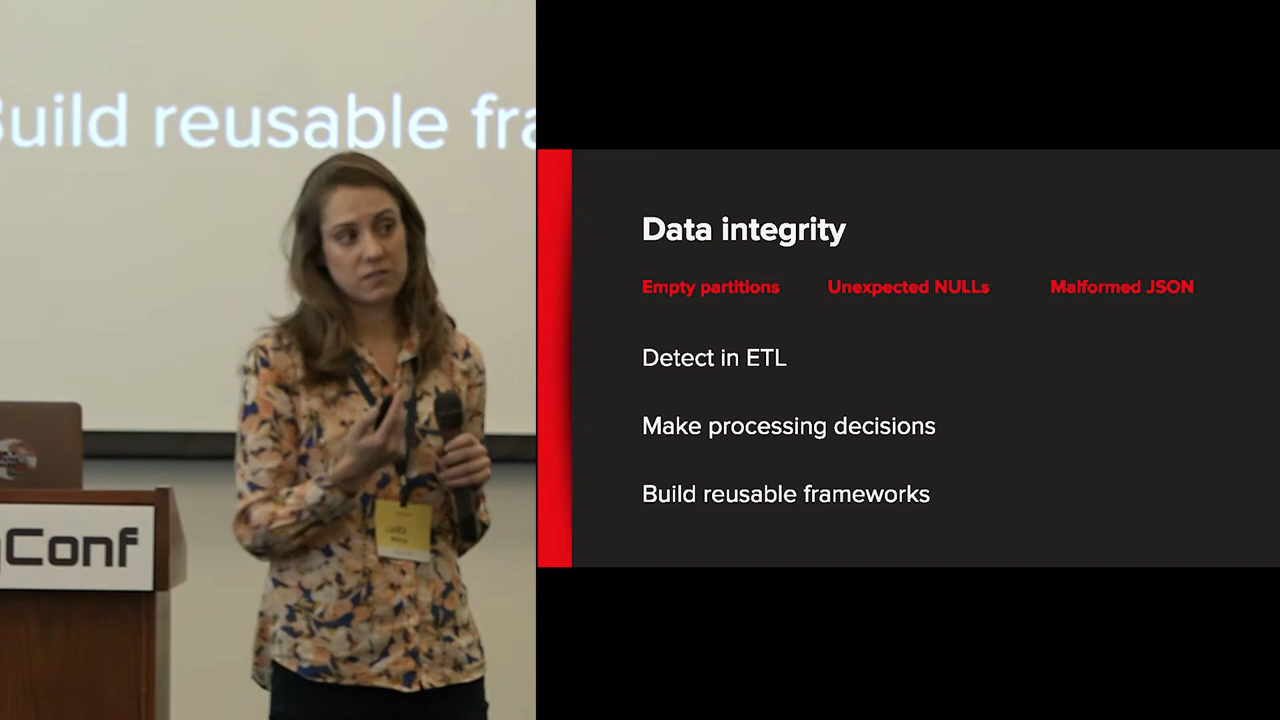 Build reusable fra
gConf
Data integrity
Empty partitions Unexpected NULLs Malformed JSON
Detect in ETL
Make processing decisions
Build reusable frameworks